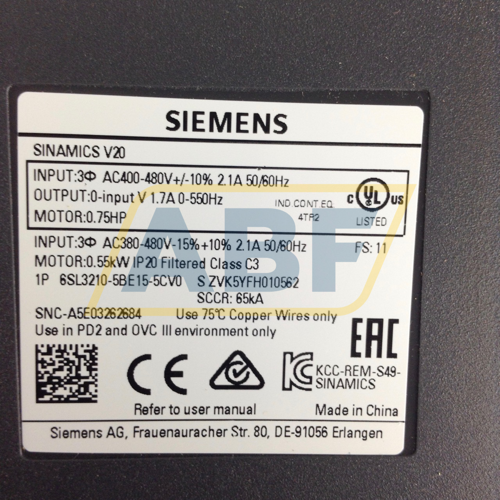 SIEMENS
SINAMICS V20
INPUT:3Φ AC400-480V+/-10% 2.1A 50/60Hz
OUTPUT:0-input V 1.7A 0-550Hz
MOTOR:0.75HP
IND.CONT.EQ.
4TR2
c UL us
LISTED
INPUT:3Φ AC380-480V-15%+10% 2.1A 50/60Hz
FS: 11
MOTOR:0.55kW IP20 Filtered Class C3
1P 6SL3210-5BE15-5CV0 S ZVK5YFH010562
SCCR: 65kA
SNC-A5E03262684 Use 75℃ Copper Wires only
Use in PD2 and OVC III environment only
EAC
CE
KCC-REM-S49-
SINAMICS
Refer to user manual
Made in China
Siemens AG, Frauenauracher Str. 80, DE-91056 Erlangen
ABF